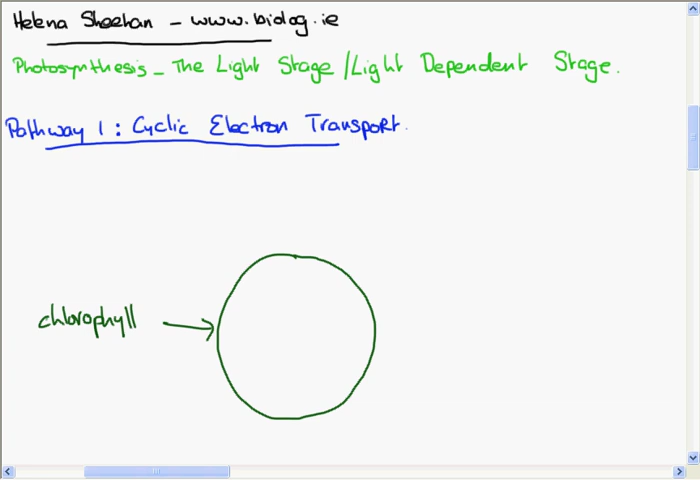 Helena Sheehan - www.biolog.ie
Photosynthesis - The Light Stage / Light Dependent Stage.
Pathway 1 : Cyclic Electron Transport.
chlorophyll